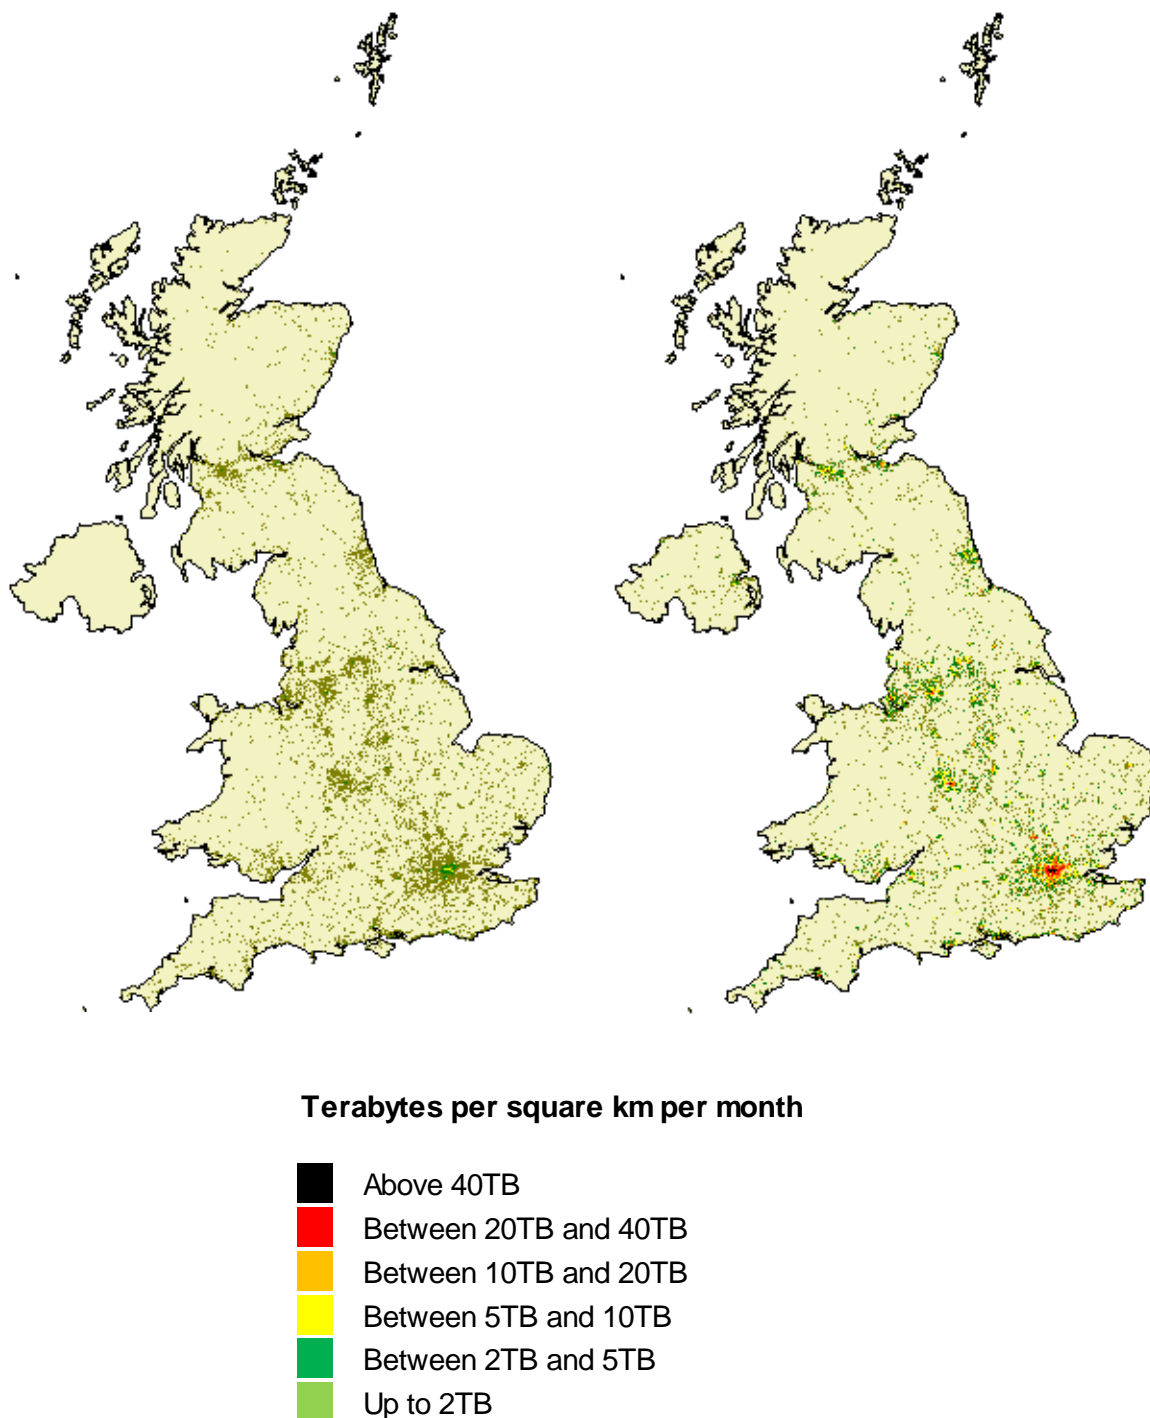 Terabytes per square km per month
Above 40TB
Between 20TB and 40TB
Between 10TB and 20TB
Between 5TB and 10TB
Between 2TB and 5TB
Up to 2TB